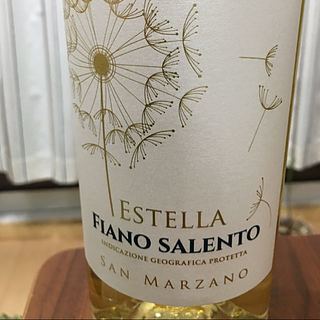 ESTELLA
FIANO SALENTO
INDICAZIONE GEOGRAFICA PROTETTA
SAN MARZANO